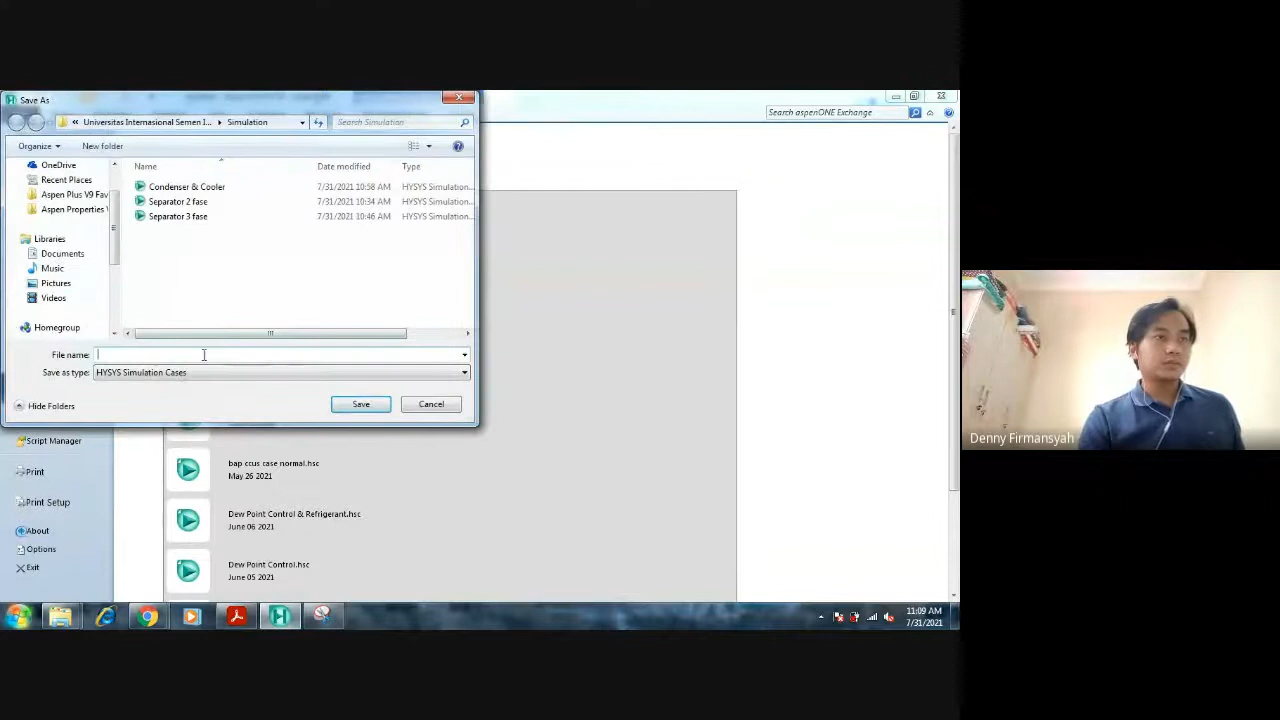 Save As
Search aspenONE Exchange
« Universitas Internasional Semen I... ▸ Simulation
Search Simulation
Organize
New folder
Name
Date modified
Type
OneDrive
Recent Places
Aspen Plus V9 Fav
Aspen Properties V
Libraries
Documents
Music
Pictures
Videos
Homegroup
Condenser & Cooler 7/31/2021 10:58 AM HYSYS Simulation...
Separator 2 fase 7/31/2021 10:34 AM HYSYS Simulation...
Separator 3 fase 7/31/2021 10:46 AM HYSYS Simulation...
File name:
Save as type: HYSYS Simulation Cases
Hide Folders
Save
Cancel
Script Manager
Print
Print Setup
About
Options
Exit
bap ccus case normal.hsc
May 26 2021
Dew Point Control & Refrigerant.hsc
June 06 2021
Dew Point Control.hsc
June 05 2021
11:09 AM
7/31/2021
Denny Firmansyah